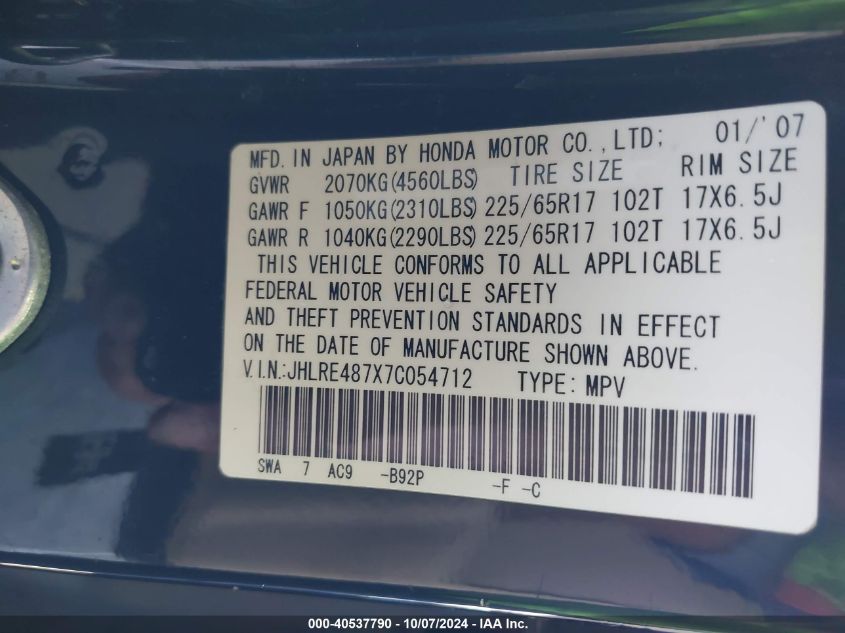 MFD. IN JAPAN BY HONDA MOTOR CO.,LTD; 01/'07
GVWR 2070KG(4560LBS) TIRE SIZE RIM SIZE
GAWR F 1050KG(2310LBS) 225/65R17 102T 17X6.5J
GAWR R 1040KG(2290LBS) 225/65R17 102T 17X6.5J
THIS VEHICLE CONFORMS TO ALL APPLICABLE
FEDERAL MOTOR VEHICLE SAFETY
AND THEFT PREVENTION STANDARDS IN EFFECT
ON THE DATE OF MANUFACTURE SHOWN ABOVE.
V.I.N.:JHLRE487X7C054712 TYPE: MPV
SWA 7 AC9 -B92P -F -C
000-40537790 - 10/07/2024 - IAA Inc.